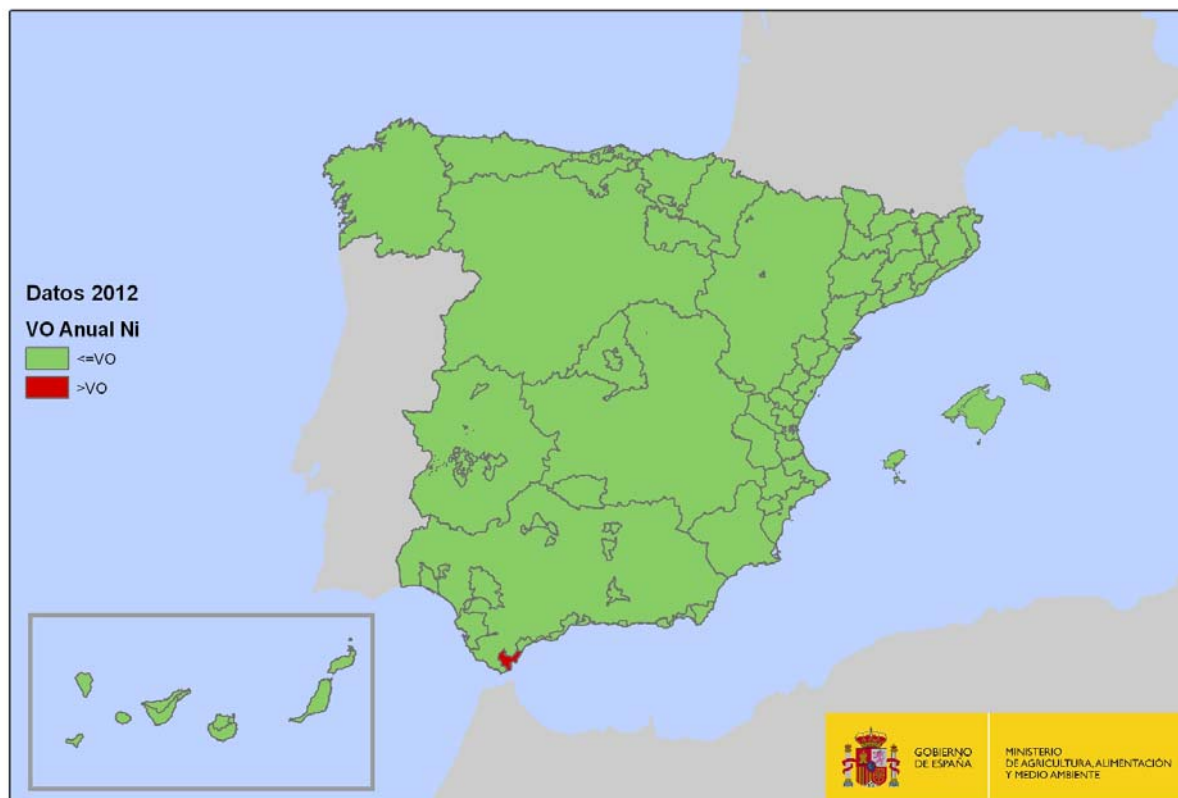 Datos 2012
VO Anual Ni
<=VO
>VO
GOBIERNO
DE ESPAÑA
MINISTERIO
DE AGRICULTURA, ALIMENTACIÓN
Y MEDIO AMBIENTE